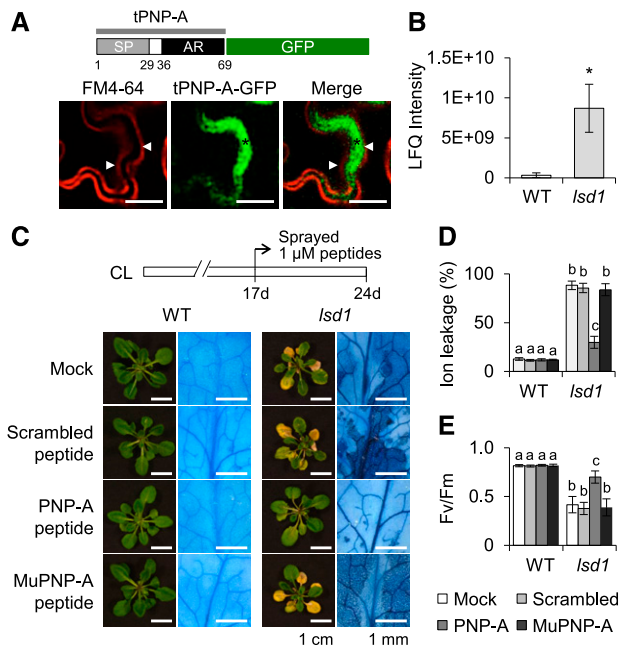 A
tPNP-A
SP AR GFP
1 29 36 69
FM4-64 tPNP-A-GFP Merge
* *
B
LFQ Intensity
1.5E+10
1E+10
5E+09
0
*
WT lsd1
C
Sprayed
1 µM peptides
CL
17d 24d
WT lsd1
Mock
Scrambled
peptide
PNP-A
peptide
MuPNP-A
peptide
1 cm 1 mm
D
Ion leakage (%)
100
50
0
a a a a b b c b
WT lsd1
E
Fv/Fm
1.0
0.5
0
a a a a b b c b
WT lsd1
Mock Scrambled
PNP-A MuPNP-A